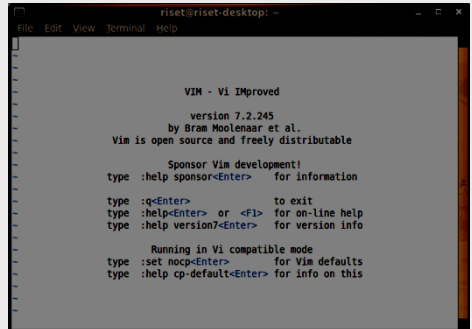 riset@riset-desktop: ~
File Edit View Terminal Help
~
~
~
~
VIM - Vi IMproved
~
version 7.2.245
by Bram Moolenaar et al.
Vim is open source and freely distributable
~
Sponsor Vim development!
type :help sponsor<Enter> for information
~
type :q<Enter> to exit
type :help<Enter> or <F1> for on-line help
type :help version7<Enter> for version info
~
Running in Vi compatible mode
type :set nocp<Enter> for Vim defaults
type :help cp-default<Enter> for info on this
~
~
~